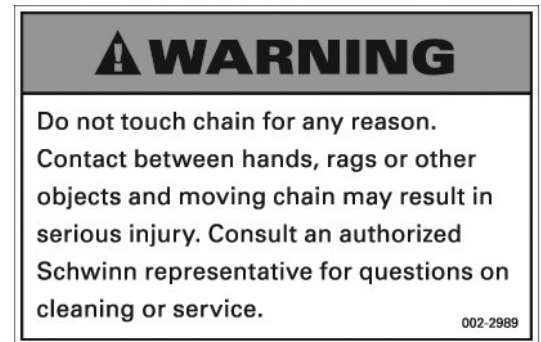 WARNING
Do not touch chain for any reason.
Contact between hands, rags or other
objects and moving chain may result in
serious injury. Consult an authorized
Schwinn representative for questions on
cleaning or service.
002-2989